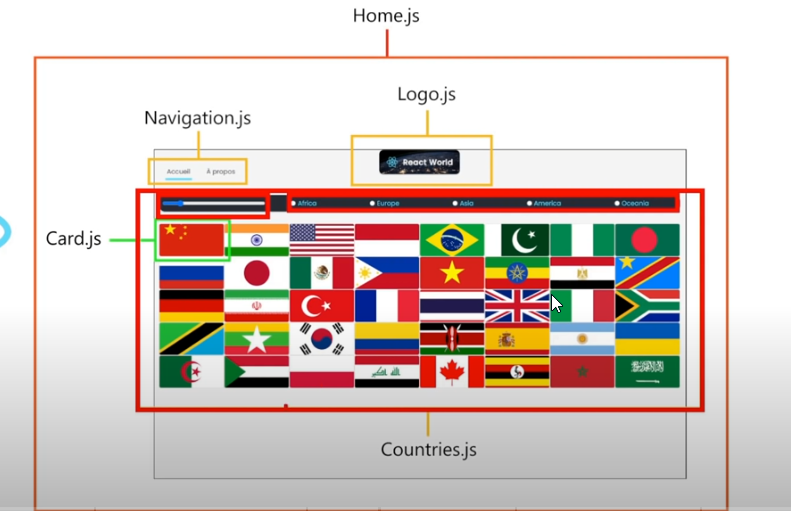 Home.js
Logo.js
Navigation.js
React World
Accueil À propos
Africa Europe Asia America Oceania
Card.js
Countries.js